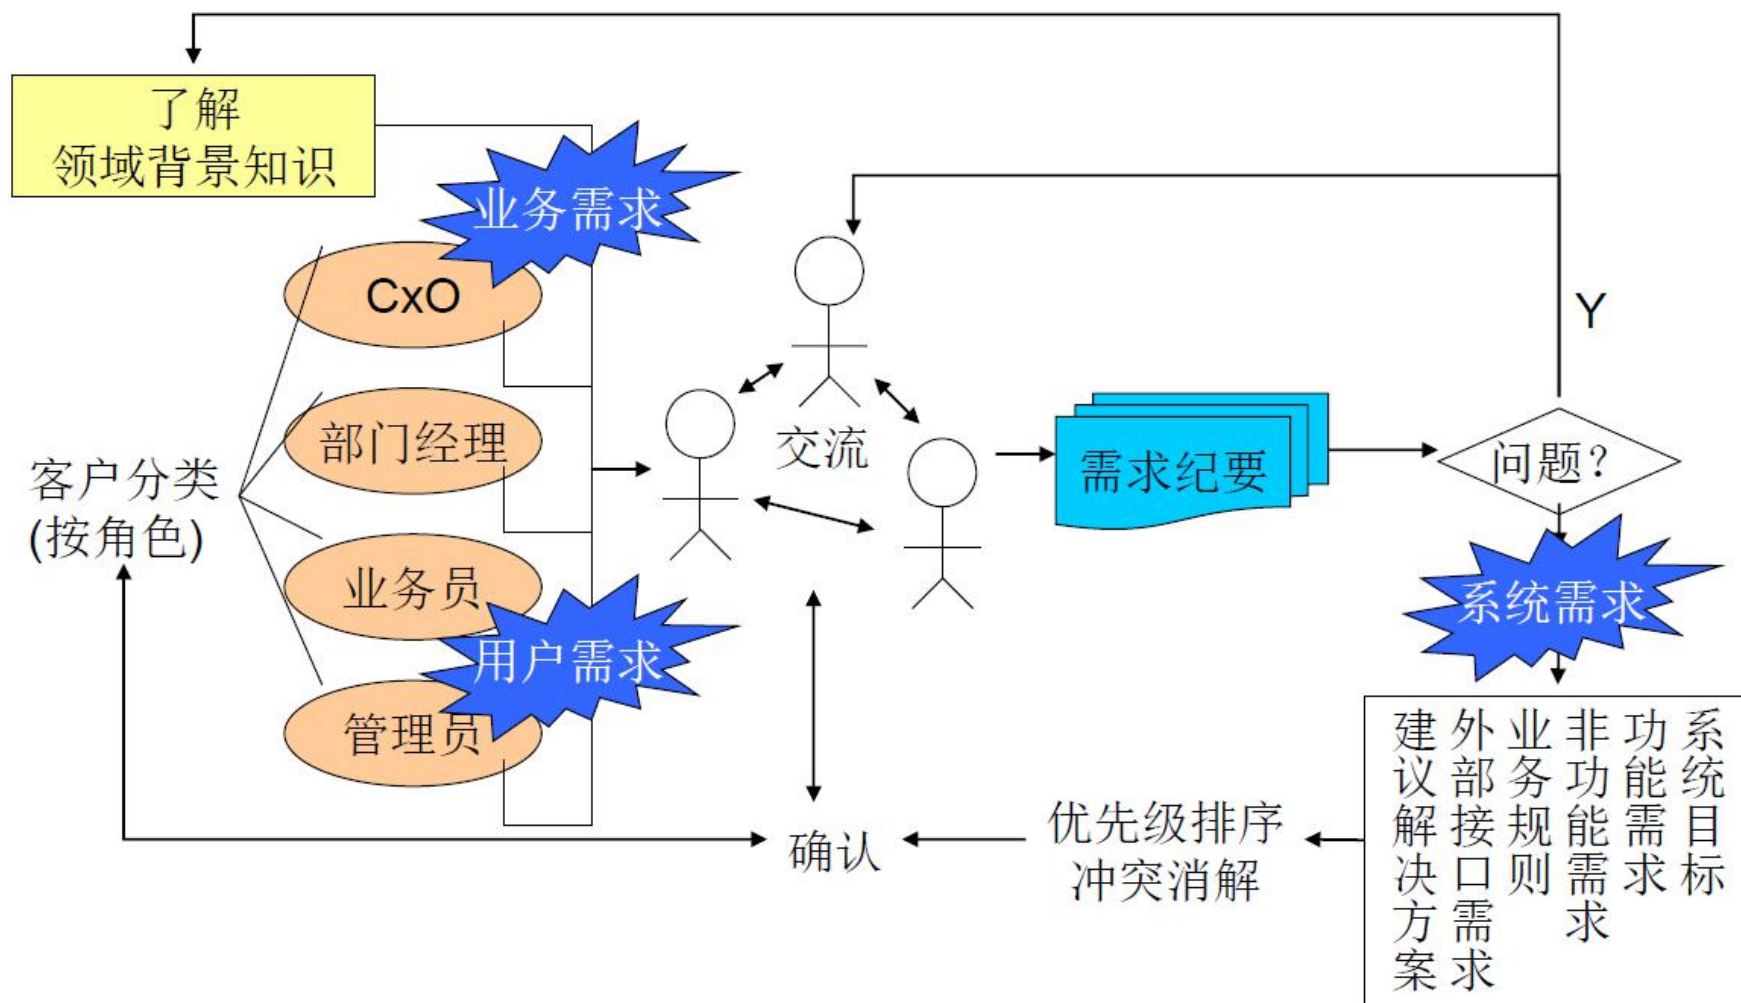 了解
领域背景知识
业务需求
CxO
部门经理
业务员
管理员
用户需求
客户分类
(按角色)
交流
需求纪要
Y
问题?
系统需求
系统目标
功能需求
非功能需求
业务规则
外部接口需求
建议解决方案
优先级排序
冲突消解
确认